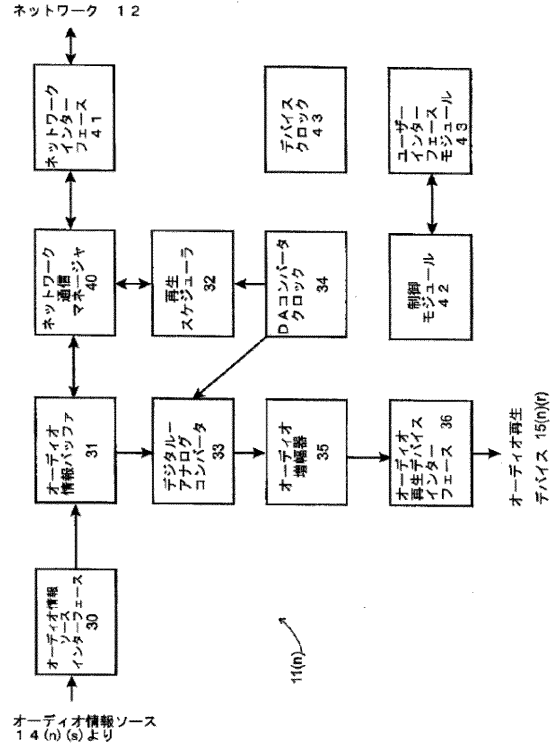 ネットワーク 12
ネットワーク
インター
フェース
41
デバイス
クロック
43
ユーザー
インター
フェース
モジュール
43
ネットワーク
通信
マネージャ
40
再生
スケジューラ
32
DAコンバータ
クロック
34
制御
モジュール
42
オーディオ
情報バッファ
31
デジタルー
アナログ
コンバータ
33
オーディオ
増幅器
35
オーディオ
再生デバイス
インター
フェース 36
オーディオ再生
デバイス 15(n)(r)
オーディオ情報
ソース
インターフェース
30
11(n)
オーディオ情報ソース
14(n)(s)より